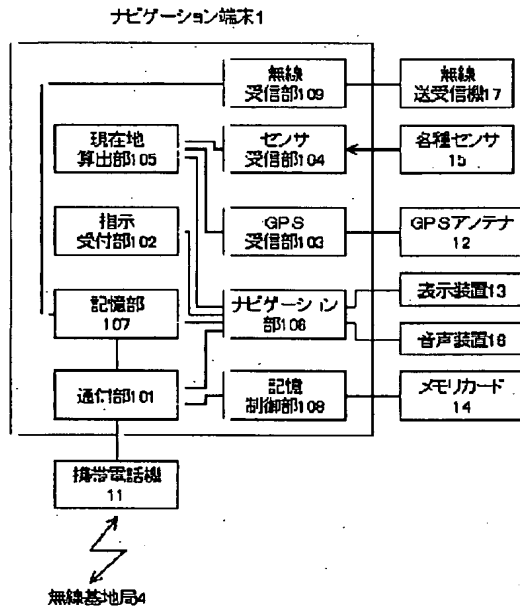 ナビゲーション端末1
無線
受信部109
無線
送受信機17
現在地
算出部105
センサ
受信部104
各種センサ
15
指示
受付部102
GPS
受信部103
GPSアンテナ
12
記憶部
107
ナビゲーション
部106
表示装置13
音声装置16
通付部101
記憶
制御部108
メモリカード
14
携帯電話機
11
無線基地局4